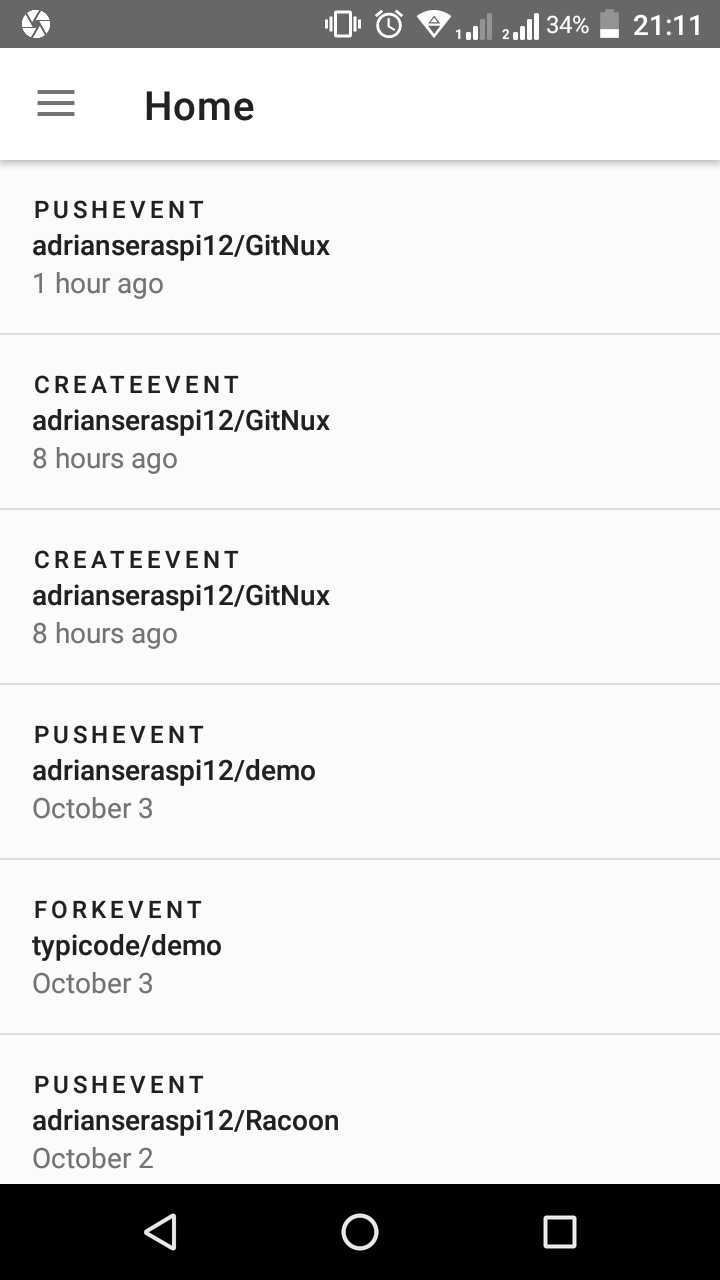 1 2 34% 21:11
Home
PUSHEVENT
adrianseraspi12/GitNux
1 hour ago
CREATEEVENT
adrianseraspi12/GitNux
8 hours ago
CREATEEVENT
adrianseraspi12/GitNux
8 hours ago
PUSHEVENT
adrianseraspi12/demo
October 3
FORKEVENT
typicode/demo
October 3
PUSHEVENT
adrianseraspi12/Racoon
October 2